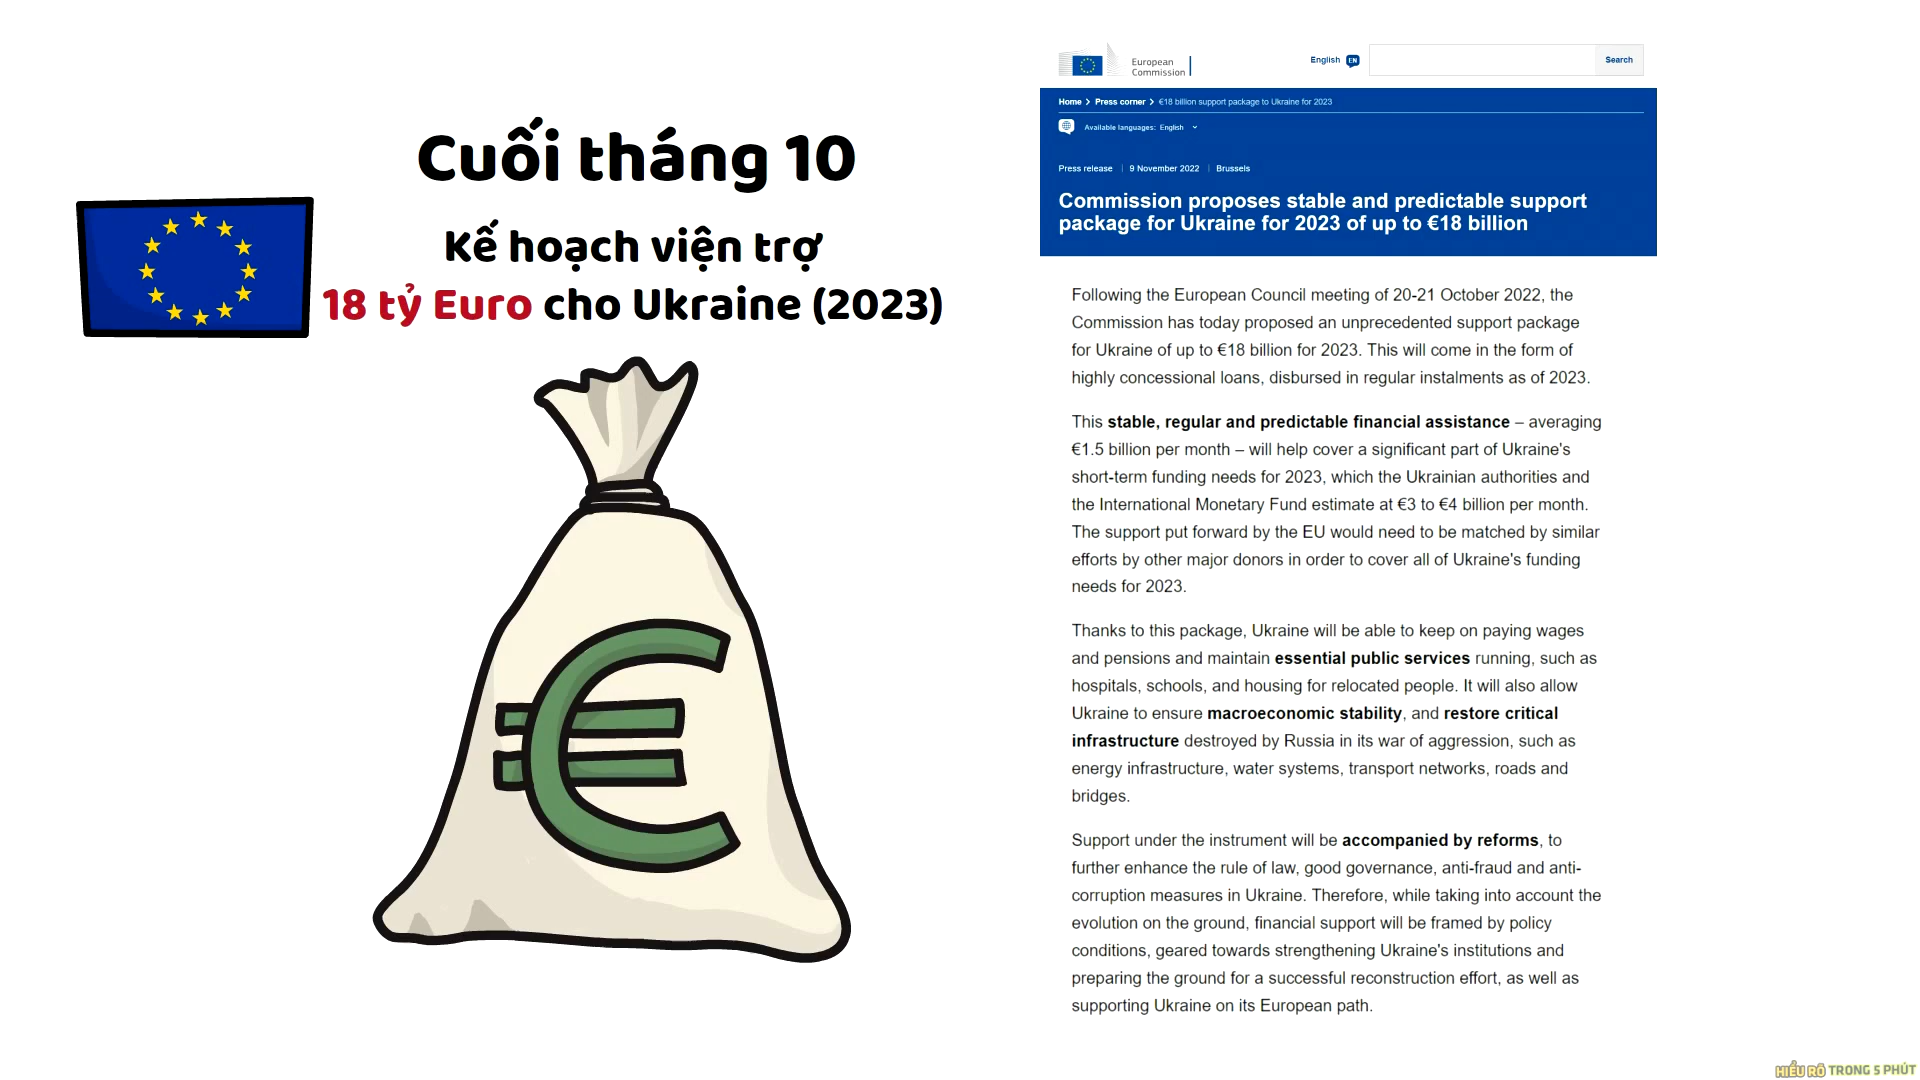 Cuối tháng 10
Kế hoạch viện trợ
18 tỷ Euro cho Ukraine (2023)
European
Commission
English EN
Search
Home > Press corner > €18 billion support package to Ukraine for 2023
Available languages: English
Press release | 9 November 2022 | Brussels
Commission proposes stable and predictable support
package for Ukraine for 2023 of up to €18 billion
Following the European Council meeting of 20-21 October 2022, the
Commission has today proposed an unprecedented support package
for Ukraine of up to €18 billion for 2023. This will come in the form of
highly concessional loans, disbursed in regular instalments as of 2023.
This stable, regular and predictable financial assistance – averaging
€1.5 billion per month – will help cover a significant part of Ukraine's
short-term funding needs for 2023, which the Ukrainian authorities and
the International Monetary Fund estimate at €3 to €4 billion per month.
The support put forward by the EU would need to be matched by similar
efforts by other major donors in order to cover all of Ukraine's funding
needs for 2023.
Thanks to this package, Ukraine will be able to keep on paying wages
and pensions and maintain essential public services running, such as
hospitals, schools, and housing for relocated people. It will also allow
Ukraine to ensure macroeconomic stability, and restore critical
infrastructure destroyed by Russia in its war of aggression, such as
energy infrastructure, water systems, transport networks, roads and
bridges.
Support under the instrument will be accompanied by reforms, to
further enhance the rule of law, good governance, anti-fraud and anti-
corruption measures in Ukraine. Therefore, while taking into account the
evolution on the ground, financial support will be framed by policy
conditions, geared towards strengthening Ukraine's institutions and
preparing the ground for a successful reconstruction effort, as well as
supporting Ukraine on its European path.
HIỂU RÕ TRONG 5 PHÚT